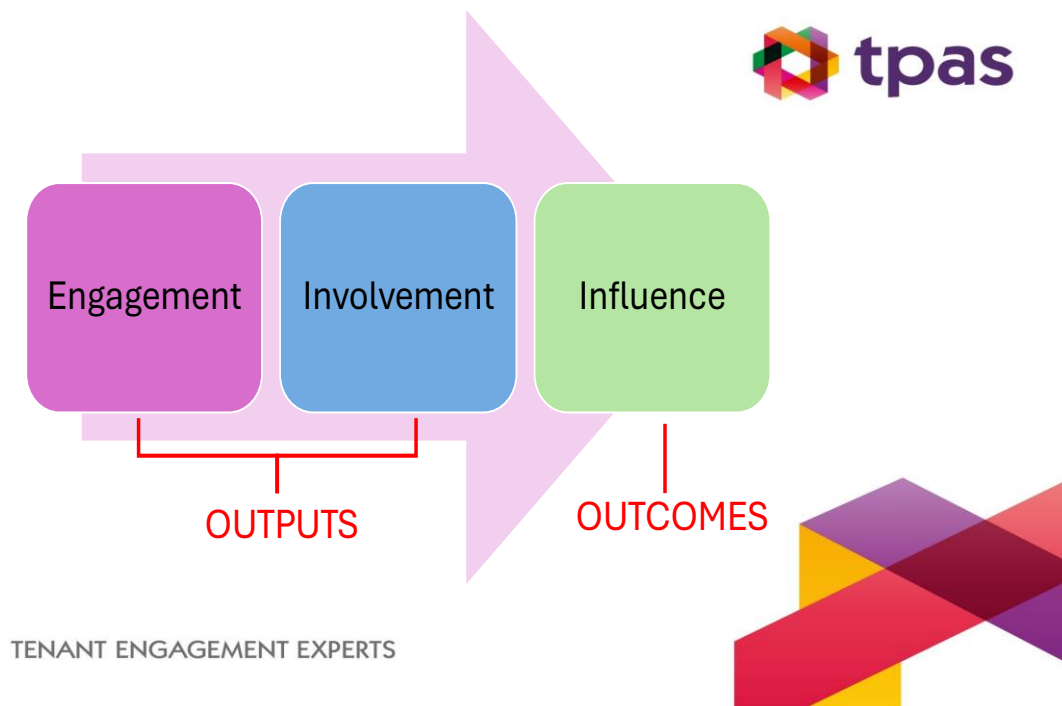 tpas
Engagement
Involvement
Influence
OUTPUTS
OUTCOMES
TENANT ENGAGEMENT EXPERTS